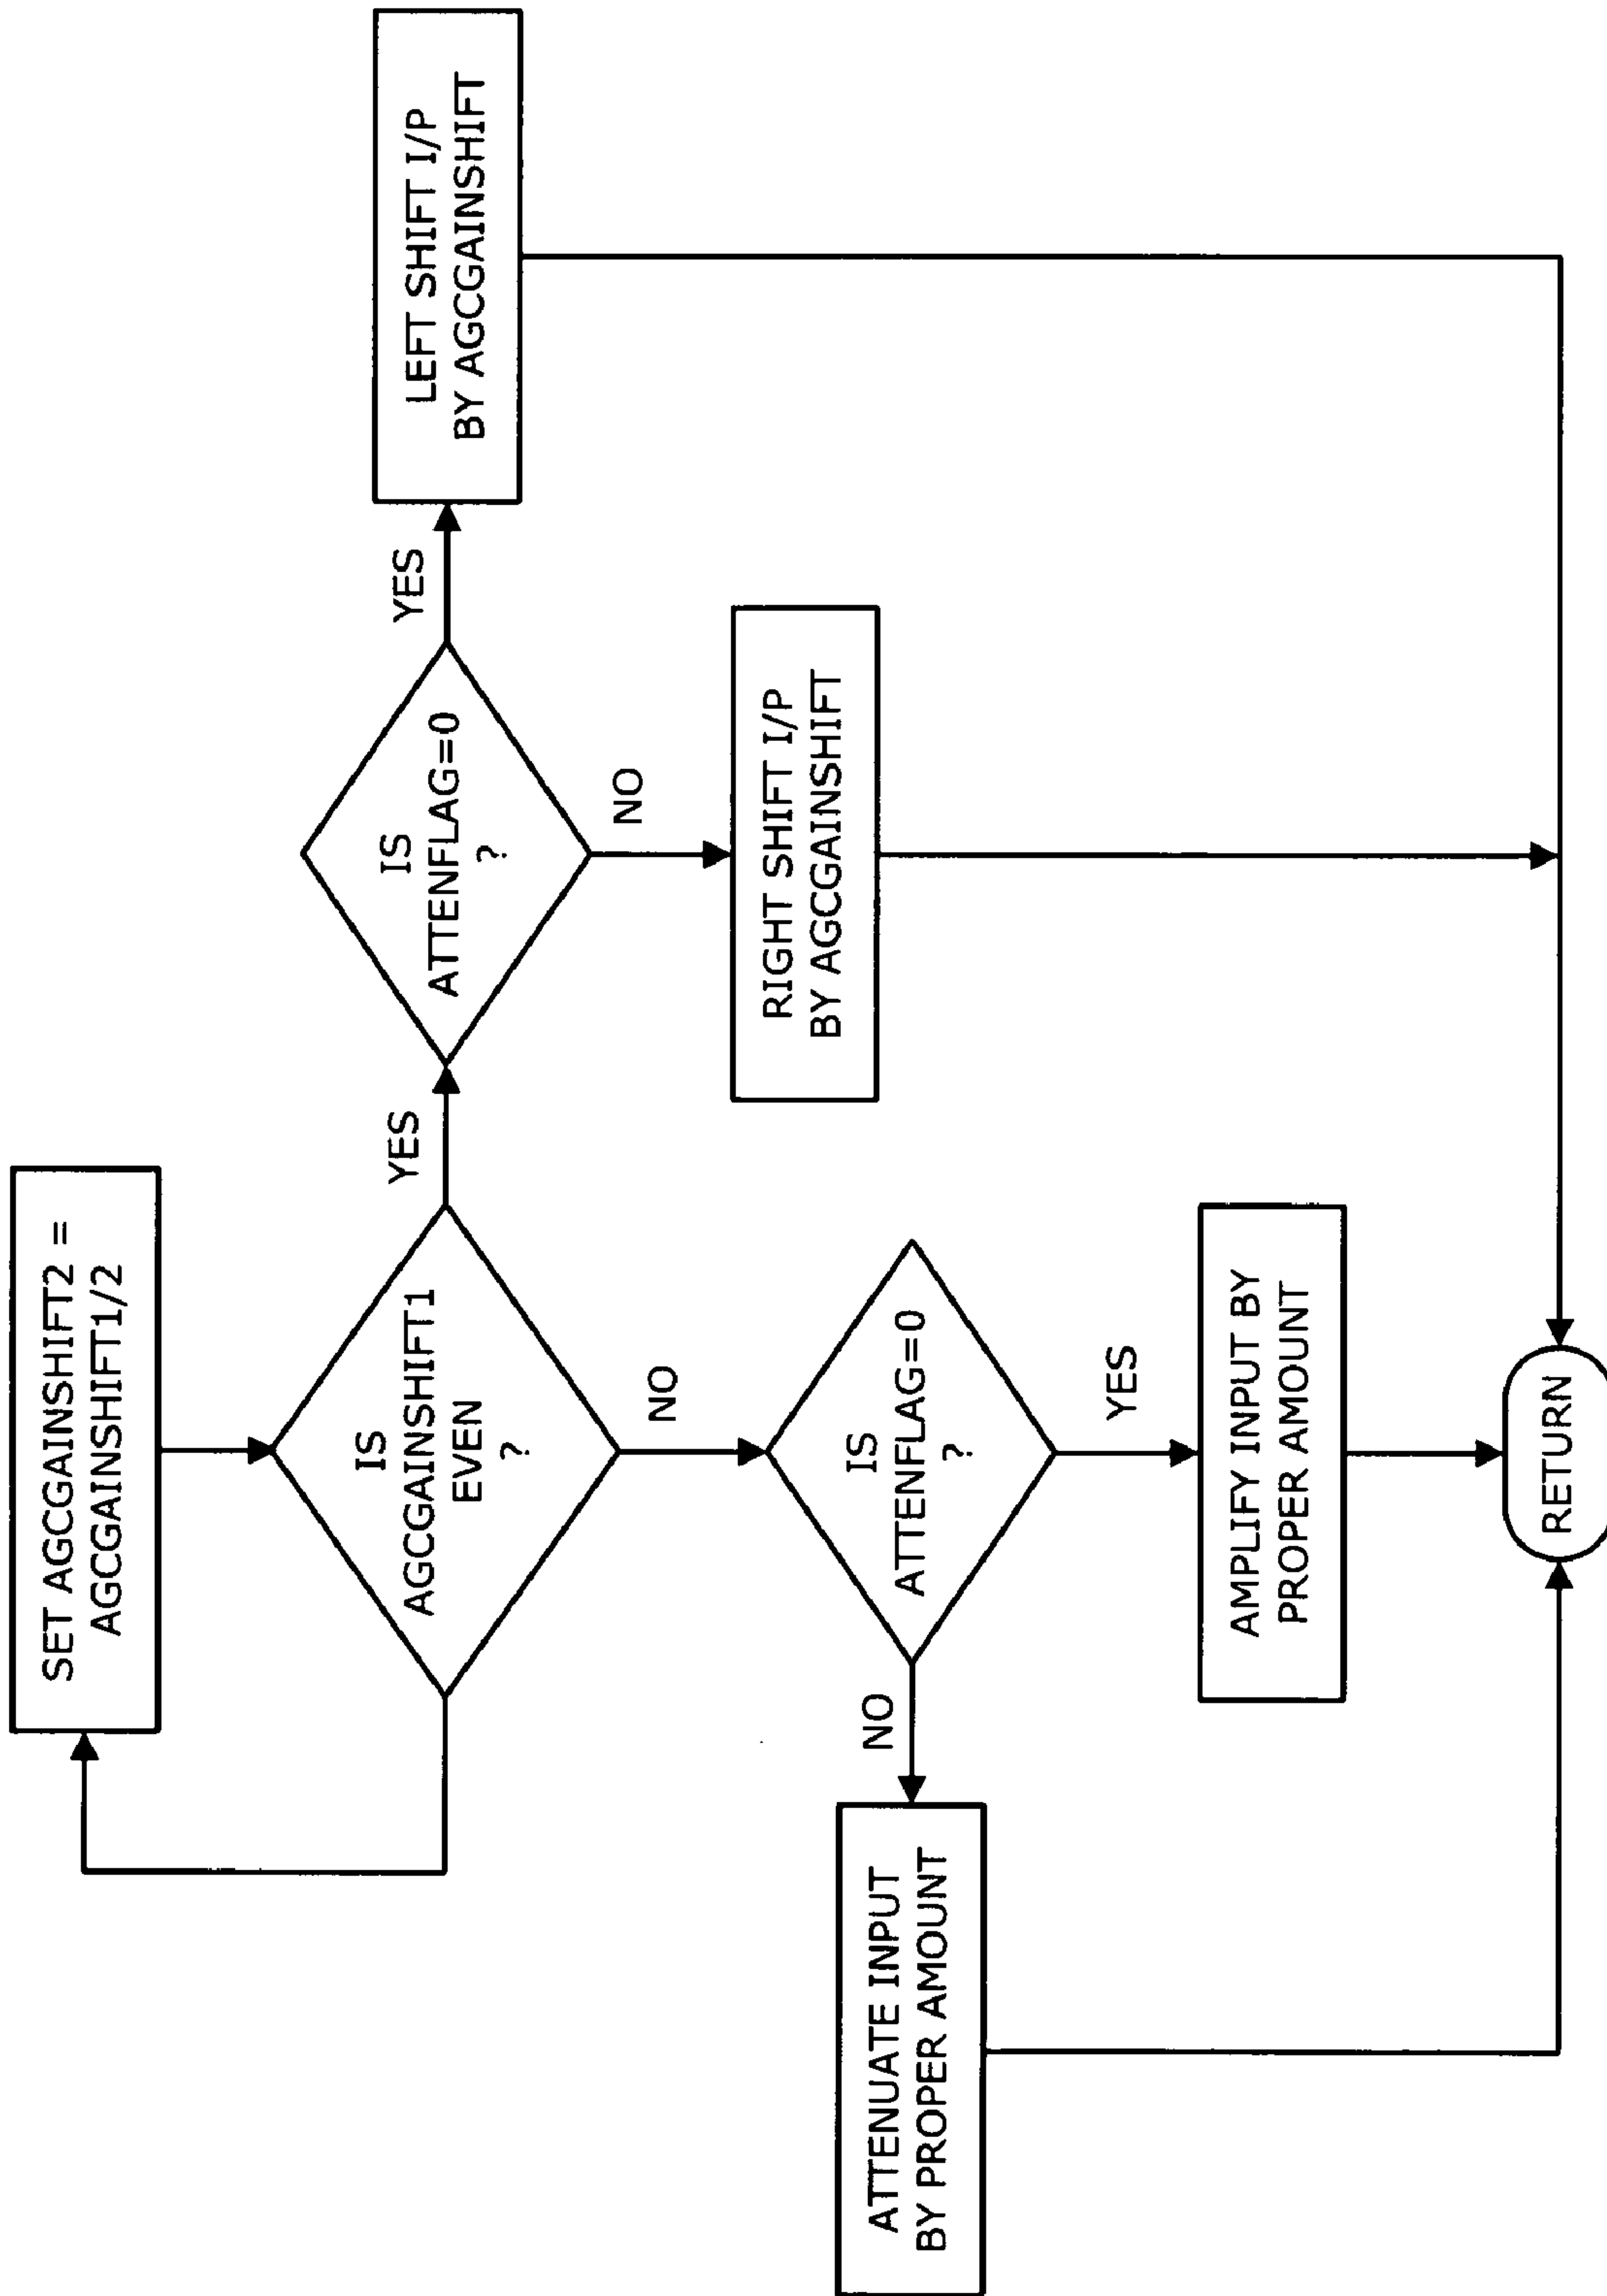 SET AGCGAINSHIFT2 =
AGCGAINSHIFT1/2
IS
AGCGAINSHIFT1
EVEN
?
YES
IS
ATTENFLAG=0
?
YES
LEFT SHIFT I/P
BY AGCGAINSHIFT
NO
RIGHT SHIFT I/P
BY AGCGAINSHIFT
NO
IS
ATTENFLAG=0
?
NO
ATTENUATE INPUT
BY PROPER AMOUNT
YES
AMPLIFY INPUT BY
PROPER AMOUNT
RETURN